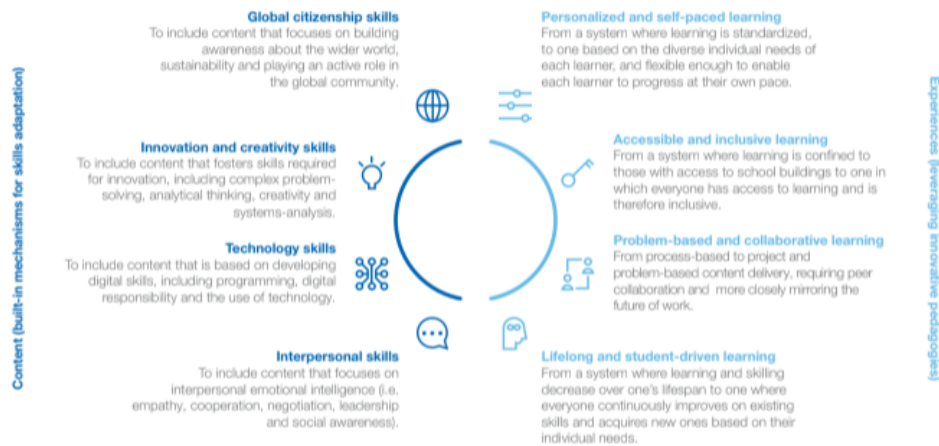 Content (built-in mechanisms for skills adaptation)
Global citizenship skills
To include content that focuses on building
awareness about the wider world,
sustainability and playing an active role in
the global community.
Innovation and creativity skills
To include content that fosters skills required
for innovation, including complex problem-
solving, analytical thinking, creativity and
systems-analysis.
Technology skills
To include content that is based on developing
digital skills, including programming, digital
responsibility and the use of technology.
Interpersonal skills
To include content that focuses on
interpersonal emotional intelligence (i.e.
empathy, cooperation, negotiation, leadership
and social awareness).
Personalized and self-paced learning
From a system where learning is standardized,
to one based on the diverse individual needs of
each learner, and flexible enough to enable
each learner to progress at their own pace.
Accessible and inclusive learning
From a system where learning is confined to
those with access to school buildings to one in
which everyone has access to learning and is
therefore inclusive.
Problem-based and collaborative learning
From process-based to project and
problem-based content delivery, requiring peer
collaboration and more closely mirroring the
future of work.
Lifelong and student-driven learning
From a system where learning and skilling
decrease over one's lifespan to one where
everyone continuously improves on existing
skills and acquires new ones based on their
individual needs.
Experiences (leveraging innovative pedagogies)